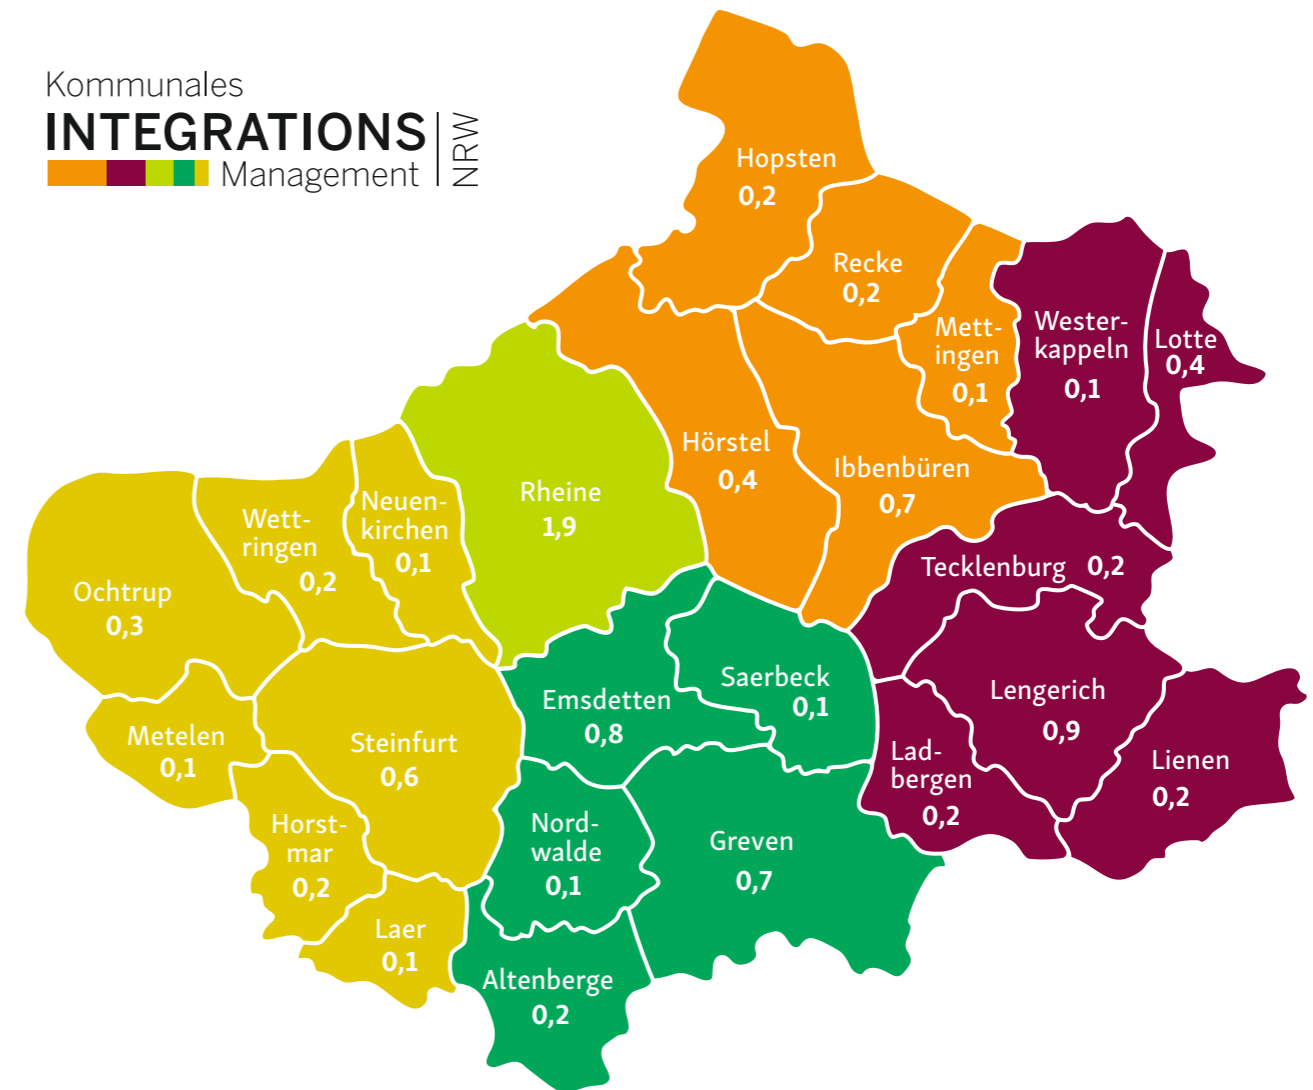 Kommunales
INTEGRATIONS
Management
NRW
Hopsten
0,2
Recke
0,2
Mett-
ingen
0,1
Wester-
kappeln
0,1
Lotte
0,4
Hörstel
0,4
Ibbenbüren
0,7
Rheine
1,9
Neuen-
kirchen
0,1
Wett-
ringen
0,2
Ochtrup
0,3
Tecklenburg 0,2
Saerbeck
0,1
Emsdetten
0,8
Lengerich
0,9
Metelen
0,1
Steinfurt
0,6
Lad-
bergen
0,2
Lienen
0,2
Horst-
mar
0,2
Nord-
walde
0,1
Greven
0,7
Laer
0,1
Altenberge
0,2